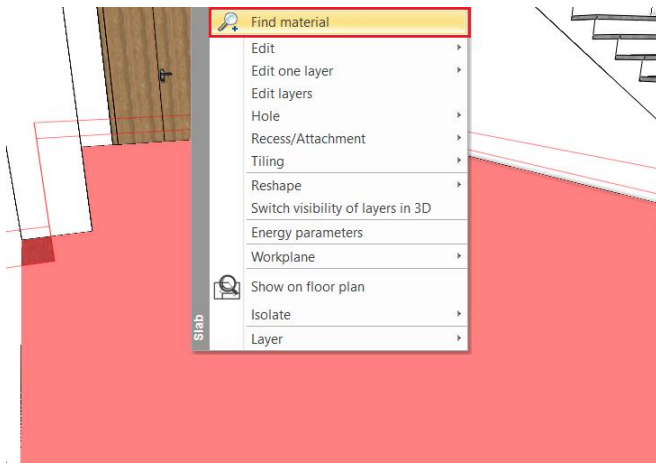 Find material
Edit
Edit one layer
Edit layers
Hole
Recess/Attachment
Tiling
Reshape
Switch visibility of layers in 3D
Energy parameters
Workplane
Show on floor plan
Isolate
Layer
Slab